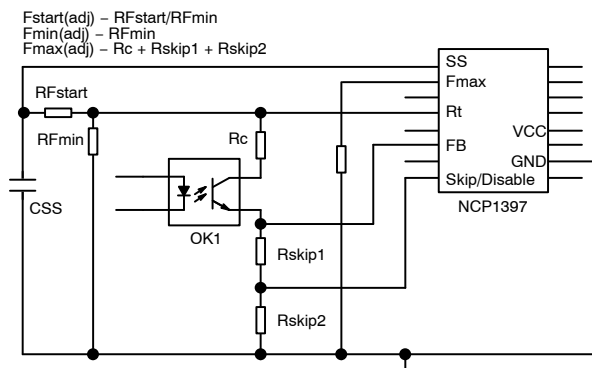 Fstart(adj) – RFstart/RFmin
Fmin(adj) – RFmin
Fmax(adj) – Rc + Rskip1 + Rskip2
SS
Fmax
RFstart
Rt
RFmin
Rc
VCC
FB
GND
Skip/Disable
NCP1397
CSS
OK1
Rskip1
Rskip2